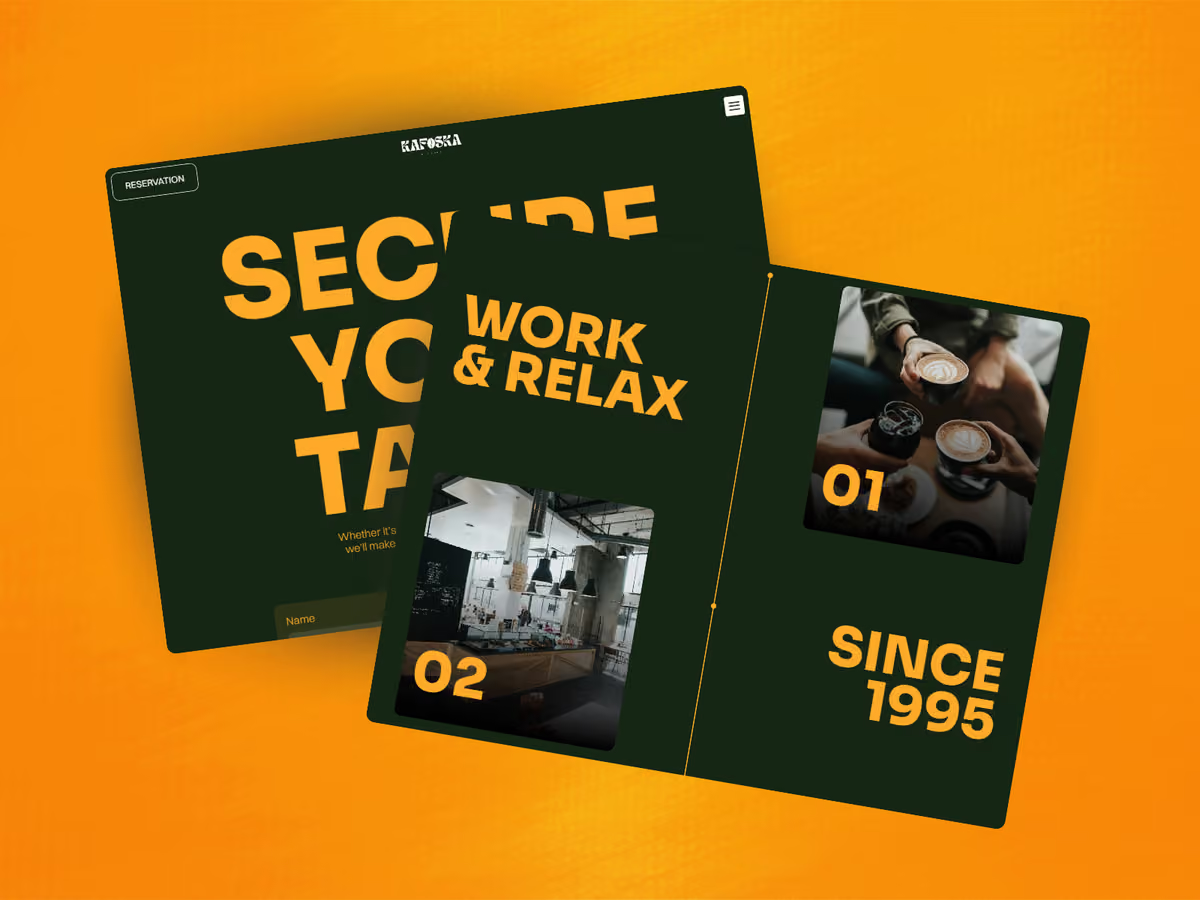 RESERVATION
KAFOSKA
SEC
YO
TA
Whether it's
we'll make
Name
WORK
& RELAX
01
02
SINCE
1995